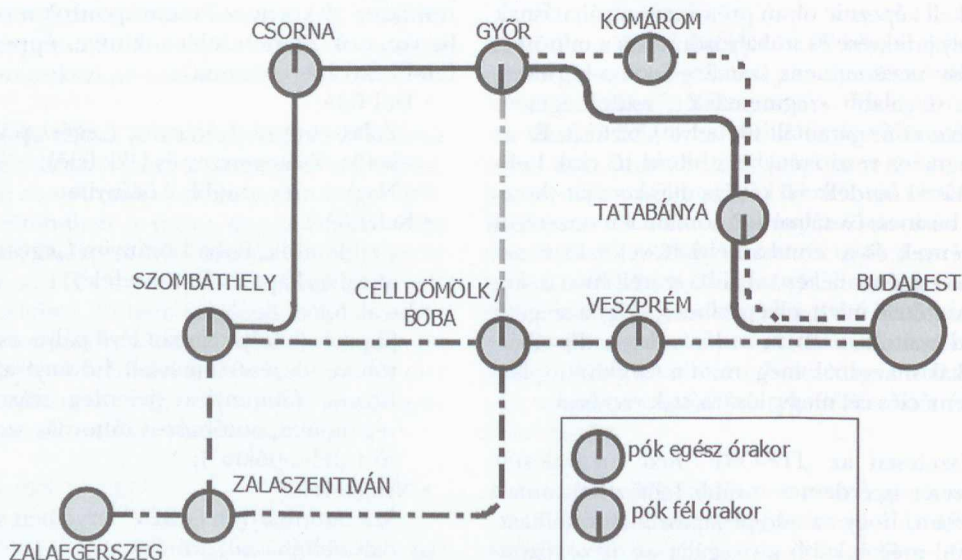 CSORNA
GYŐR
KOMÁROM
TATABÁNYA
SZOMBATHELY
CELLDÖMÖLK/
BOBA
VESZPRÉM
BUDAPEST
ZALASZENTIVÁN
ZALAEGERSZEG
pók egész órakor
pók fél órakor